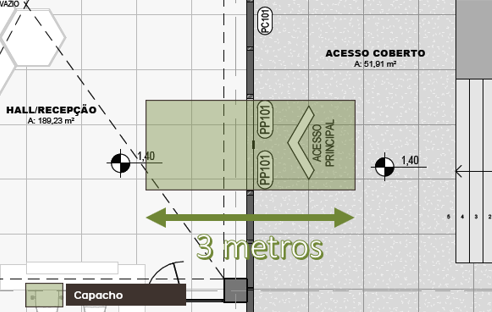 VAZIO
PC101
ACESSO COBERTO
A: 51,91 m²
HALL/RECEPÇÃO
A: 189,23 m²
PP101
PP101
ACESSO
PRINCIPAL
1,40
1,40
5 4 3 2
3 metros
Capacho